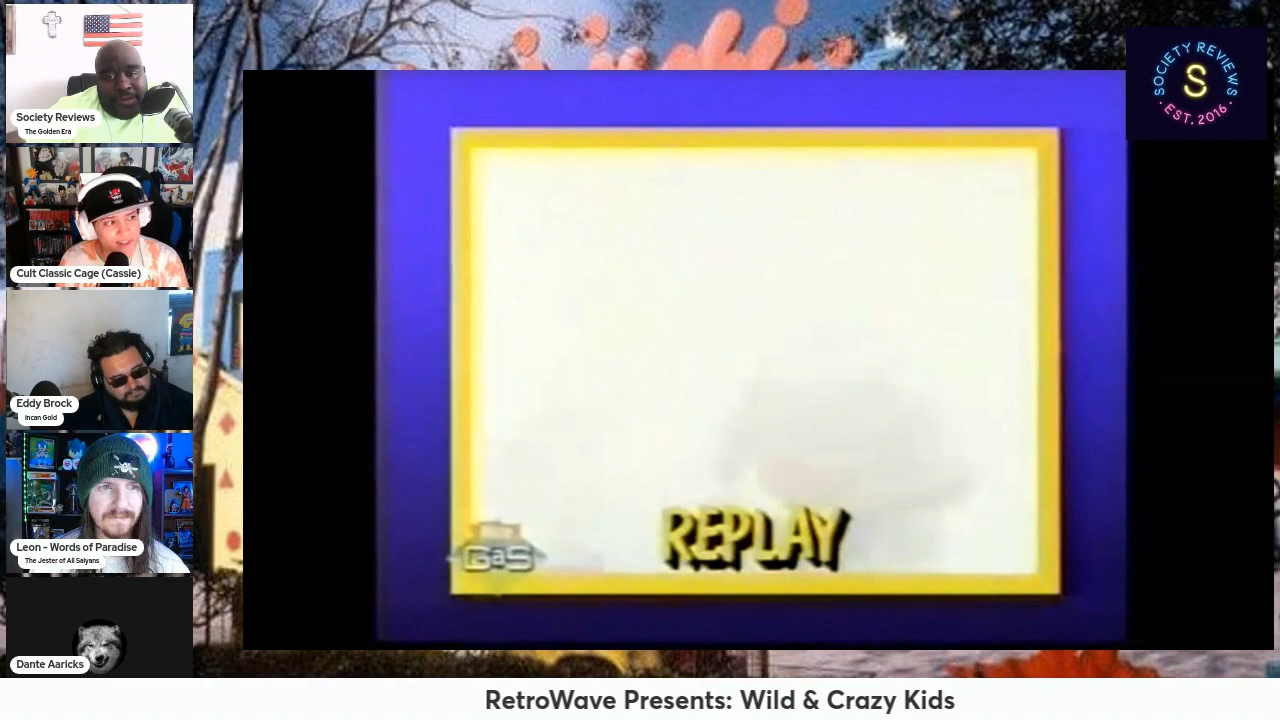 Society Reviews
The Golden Era
Cult Classic Cage (Cassie)
Eddy Brock
Incan Gold
Leon - Words of Paradise
The Jester of All Saiyans
Dante Aaricks
REPLAY
GaS
SOCIETY REVIEWS
S
· EST. 2016 ·
RetroWave Presents: Wild & Crazy Kids